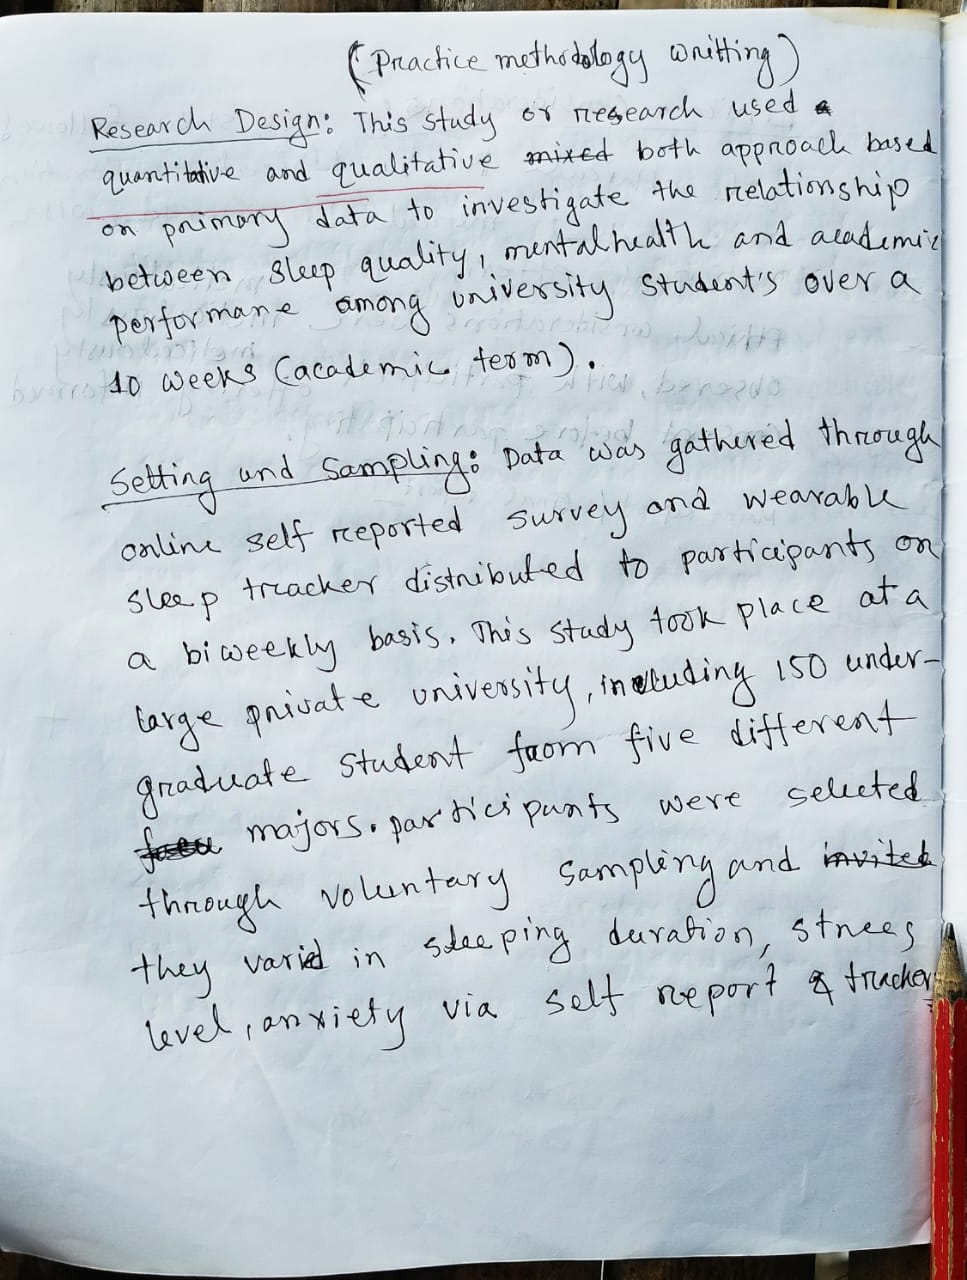 (Practice methodology writting)
Research Design: This study or research used a
quantitative and qualitative mixed both approach based
on primary data to investigate the relationship
between sleep quality, mental health and academic
performane among university student's over a
10 weeks (academic term).
Setting and Sampling: Data was gathered through
online self reported survey and wearable
sleep tracker distributed to participants on
a biweekly basis. This study took place at a
large private university, including 150 under-
graduate student from five different
majors. participants were selected
through voluntary sampling and invited
they varid in sleeping duration, strees
level, anxiety via self report & tracker